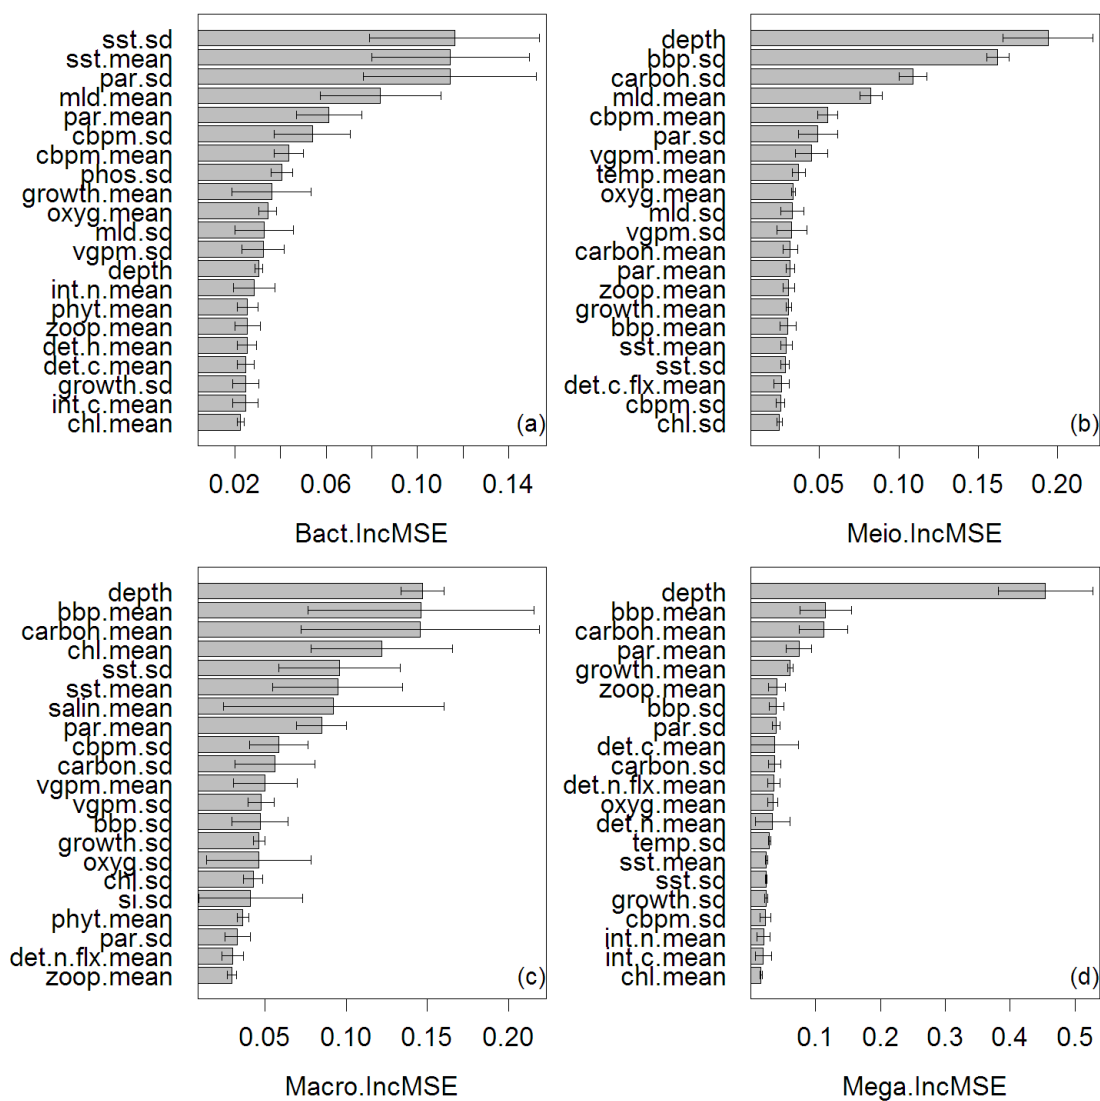 sst.sd
sst.mean
par.sd
mld.mean
par.mean
cbpm.sd
cbpm.mean
phos.sd
growth.mean
oxyg.mean
mld.sd
vgpm.sd
depth
int.n.mean
phyt.mean
zoop.mean
det.n.mean
det.c.mean
growth.sd
int.c.mean
chl.mean
(a)
0.02 0.06 0.10 0.14
Bact.IncMSE
depth
bbp.sd
carbon.sd
mld.mean
cbpm.mean
par.sd
vgpm.mean
temp.mean
oxyg.mean
mld.sd
vgpm.sd
carbon.mean
par.mean
zoop.mean
growth.mean
bbp.mean
sst.mean
sst.sd
det.c.flx.mean
cbpm.sd
chl.sd
(b)
0.05 0.10 0.15 0.20
Meio.IncMSE
depth
bbp.mean
carbon.mean
chl.mean
sst.sd
sst.mean
salin.mean
par.mean
cbpm.sd
carbon.sd
vgpm.mean
vgpm.sd
bbp.sd
growth.sd
oxyg.sd
chl.sd
si.sd
phyt.mean
par.sd
det.n.flx.mean
zoop.mean
(c)
0.05 0.10 0.15 0.20
Macro.IncMSE
depth
bbp.mean
carbon.mean
par.mean
growth.mean
zoop.mean
bbp.sd
par.sd
det.c.mean
carbon.sd
det.n.flx.mean
oxyg.mean
det.n.mean
temp.sd
sst.mean
sst.sd
growth.sd
cbpm.sd
int.n.mean
int.c.mean
chl.mean
(d)
0.1 0.2 0.3 0.4 0.5
Mega.IncMSE